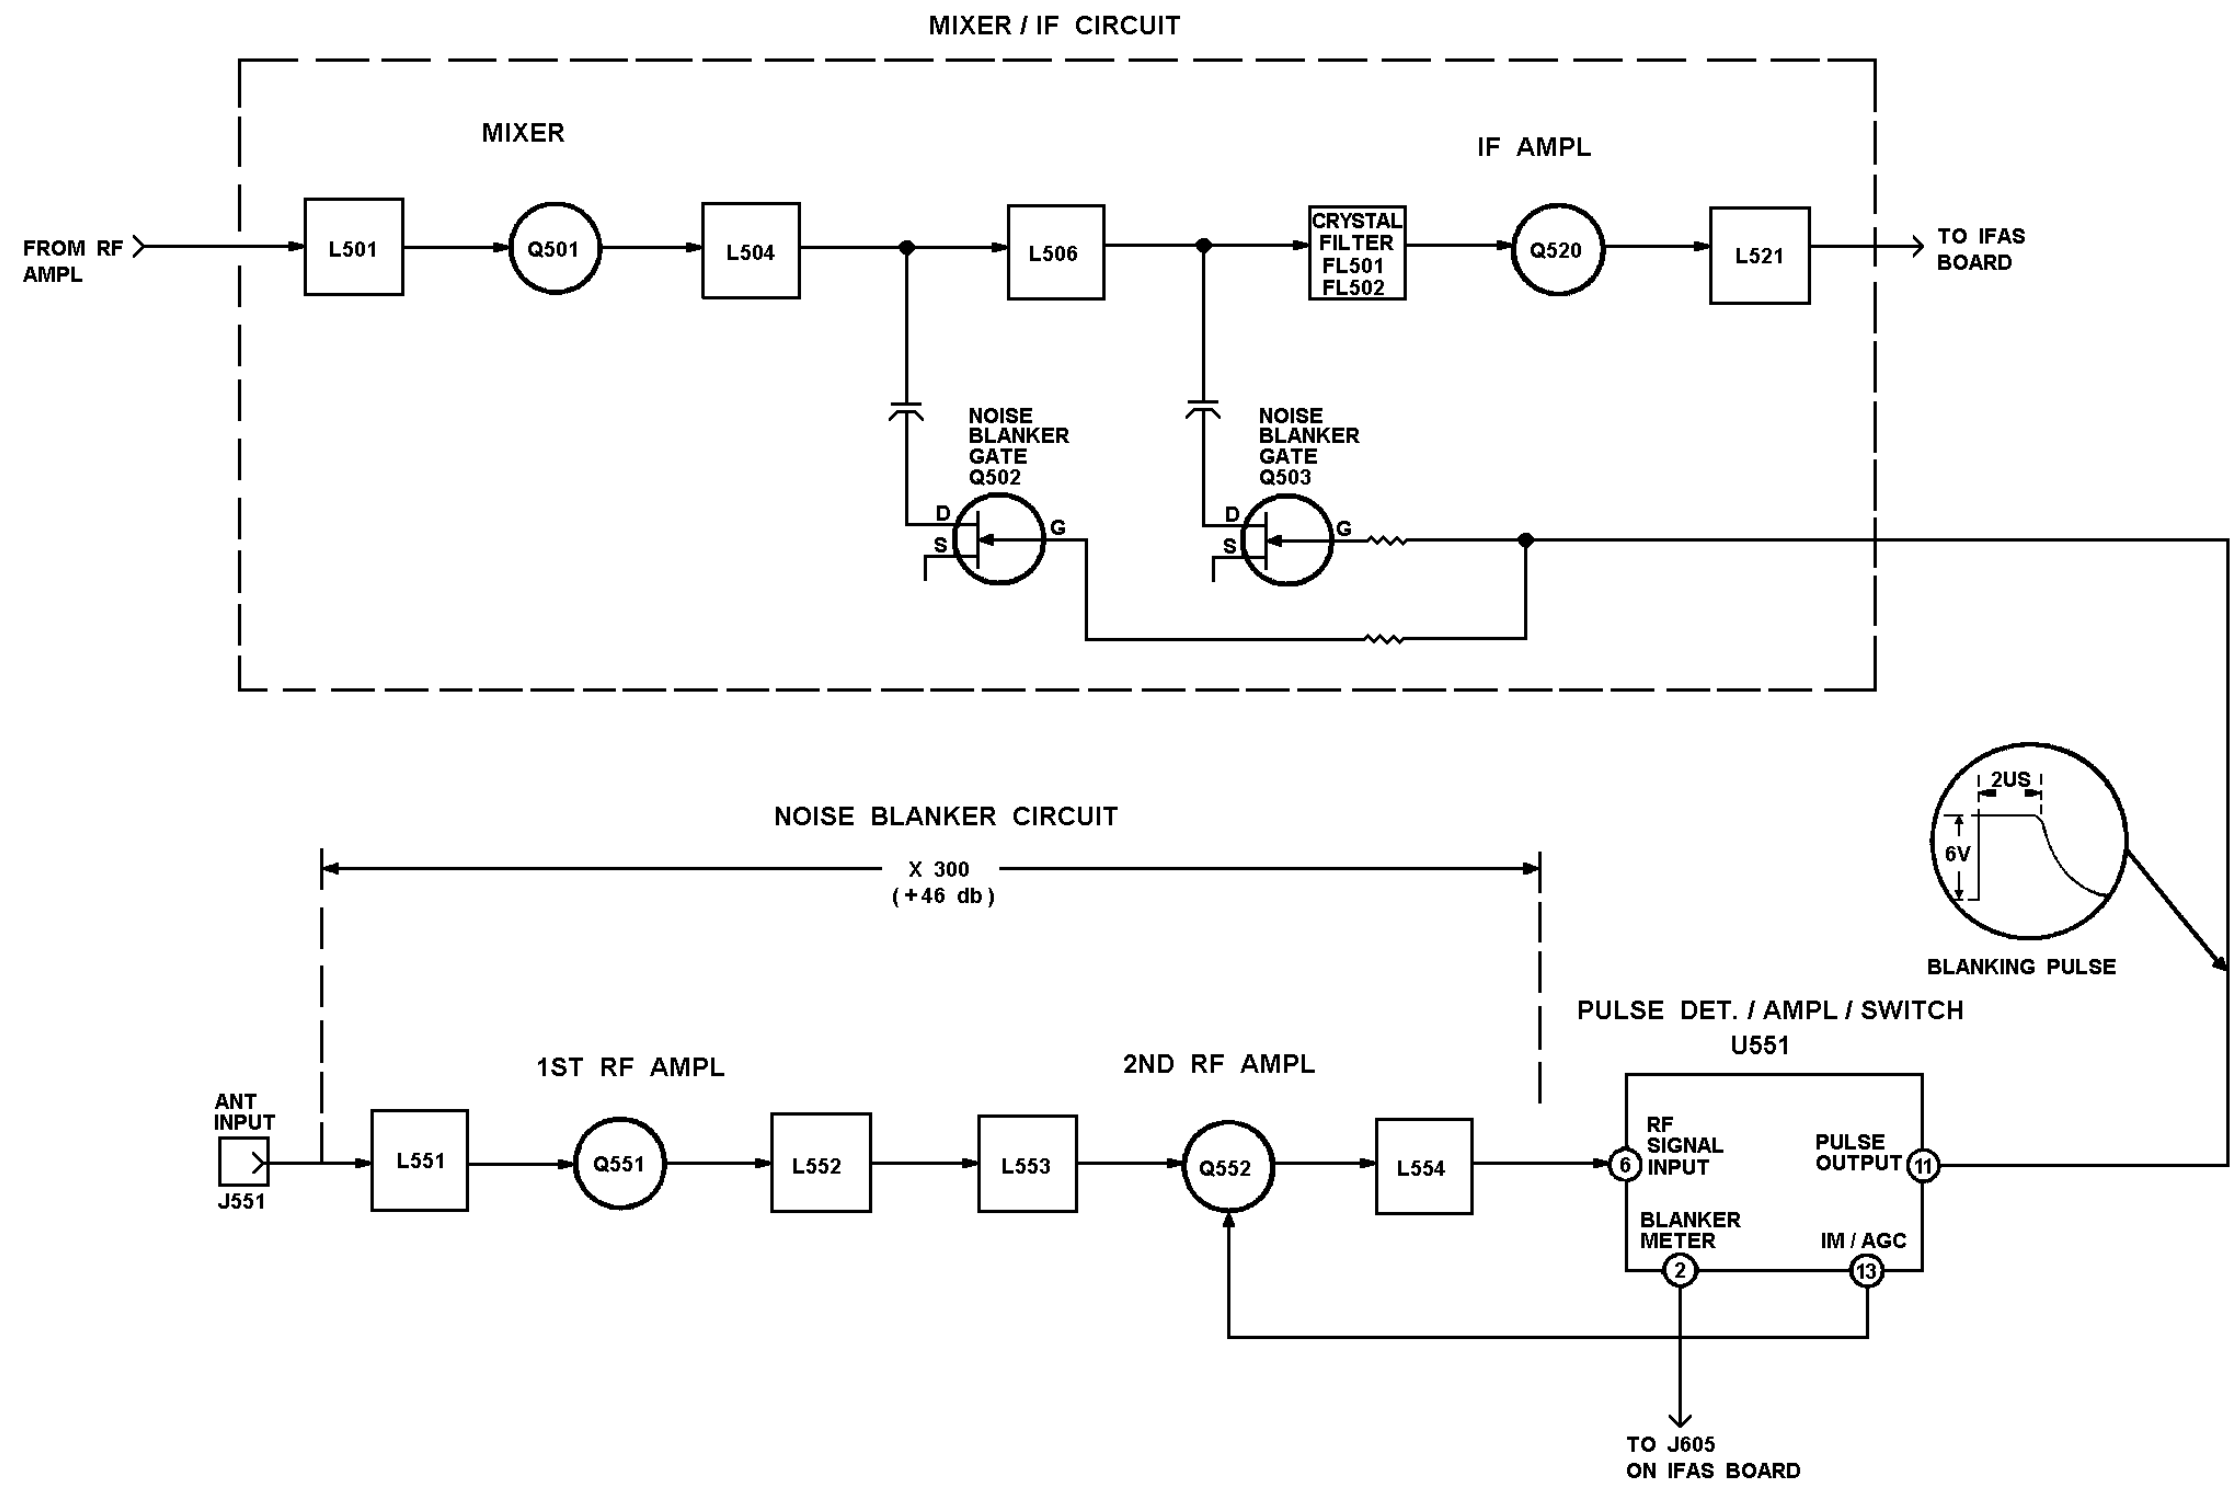 MIXER / IF CIRCUIT
MIXER
IF AMPL
FROM RF
AMPL
L501
Q501
L504
L506
CRYSTAL
FILTER
FL501
FL502
Q520
L521
TO IFAS
BOARD
NOISE
BLANKER
GATE
Q502
D
S
G
NOISE
BLANKER
GATE
Q503
D
S
G
NOISE BLANKER CIRCUIT
X 300
(+46 db)
2US
6V
BLANKING PULSE
PULSE DET. / AMPL / SWITCH
U551
1ST RF AMPL
2ND RF AMPL
ANT
INPUT
J551
L551
Q551
L552
L553
Q552
L554
6
RF
SIGNAL
INPUT
PULSE
OUTPUT
11
BLANKER
METER
2
IM / AGC
13
TO J605
ON IFAS BOARD